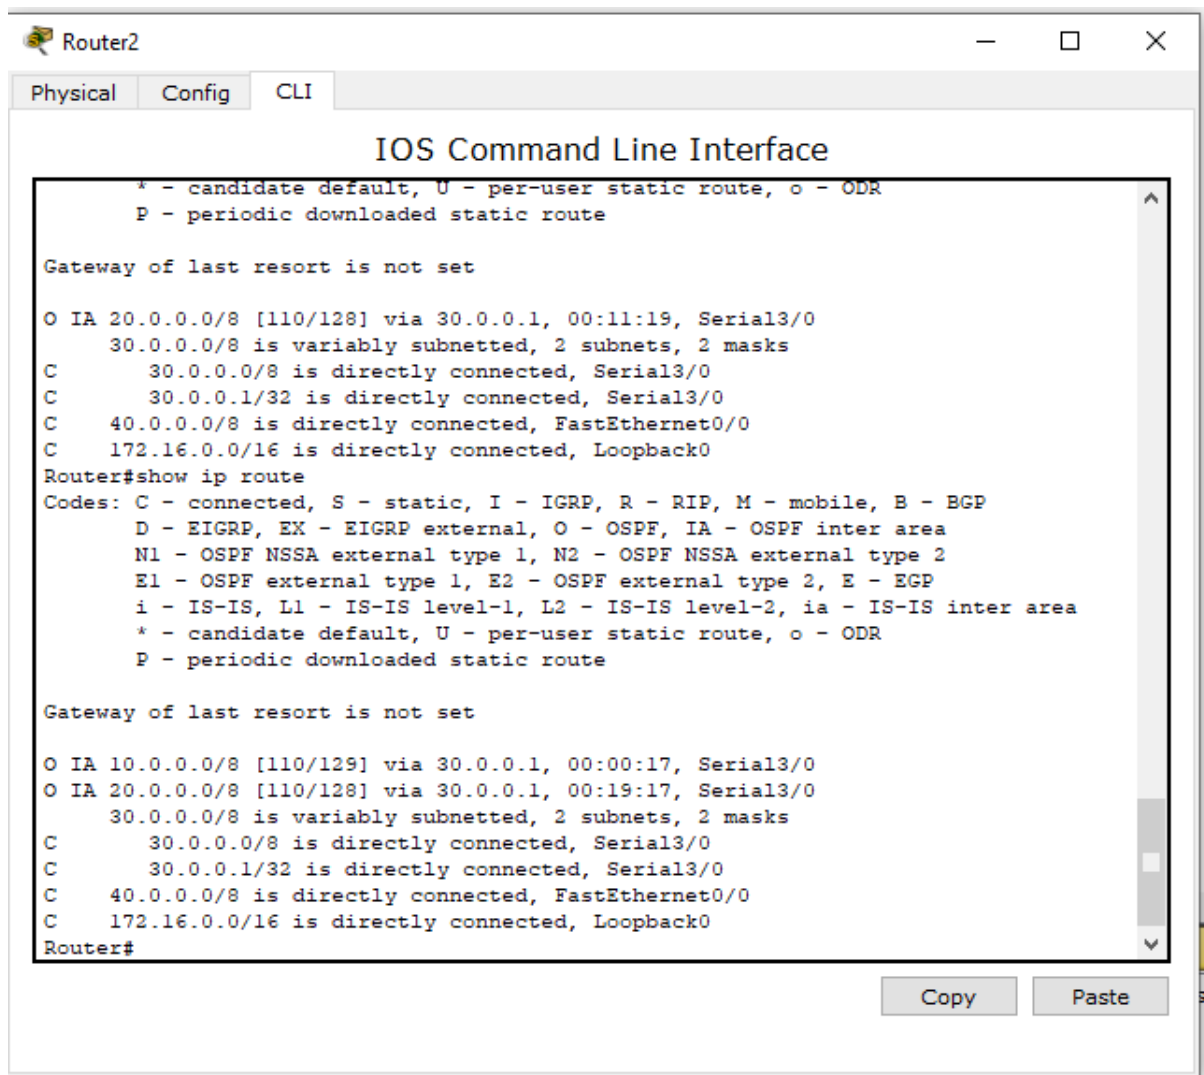 Router2
Physical Config CLI
IOS Command Line Interface
* - candidate default, U - per-user static route, o - ODR
P - periodic downloaded static route
Gateway of last resort is not set
O IA 20.0.0.0/8 [110/128] via 30.0.0.1, 00:11:19, Serial3/0
30.0.0.0/8 is variably subnetted, 2 subnets, 2 masks
C 30.0.0.0/8 is directly connected, Serial3/0
C 30.0.0.1/32 is directly connected, Serial3/0
C 40.0.0.0/8 is directly connected, FastEthernet0/0
C 172.16.0.0/16 is directly connected, Loopback0
Router#show ip route
Codes: C - connected, S - static, I - IGRP, R - RIP, M - mobile, B - BGP
D - EIGRP, EX - EIGRP external, O - OSPF, IA - OSPF inter area
N1 - OSPF NSSA external type 1, N2 - OSPF NSSA external type 2
E1 - OSPF external type 1, E2 - OSPF external type 2, E - EGP
i - IS-IS, L1 - IS-IS level-1, L2 - IS-IS level-2, ia - IS-IS inter area
* - candidate default, U - per-user static route, o - ODR
P - periodic downloaded static route
Gateway of last resort is not set
O IA 10.0.0.0/8 [110/129] via 30.0.0.1, 00:00:17, Serial3/0
O IA 20.0.0.0/8 [110/128] via 30.0.0.1, 00:19:17, Serial3/0
30.0.0.0/8 is variably subnetted, 2 subnets, 2 masks
C 30.0.0.0/8 is directly connected, Serial3/0
C 30.0.0.1/32 is directly connected, Serial3/0
C 40.0.0.0/8 is directly connected, FastEthernet0/0
C 172.16.0.0/16 is directly connected, Loopback0
Router#
Copy Paste